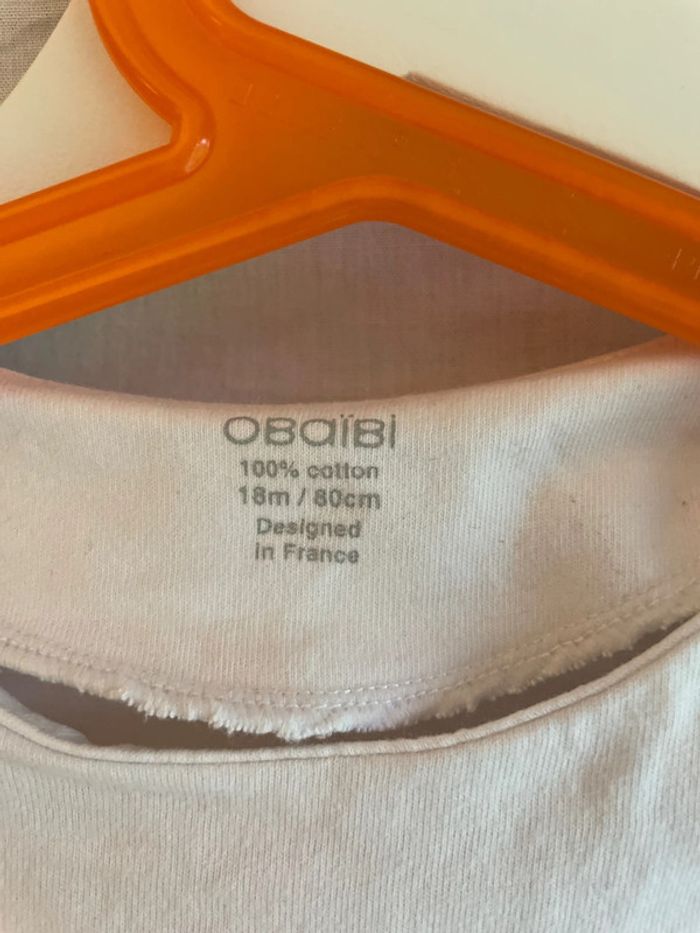 OBaïBi
100% cotton
18m / 80cm
Designed
in France